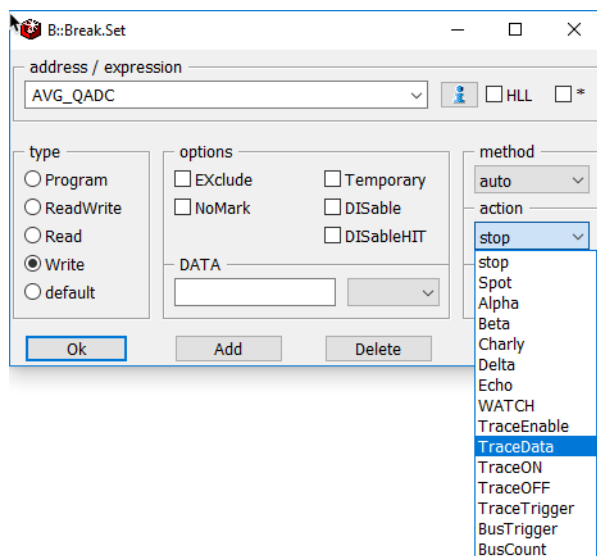 B::Break.Set
address / expression
AVG_QADC
HLL
*
type
options
method
Program
EXclude
Temporary
auto
ReadWrite
NoMark
DISable
action
Read
DISableHIT
stop
Write
DATA
default
Ok
Add
Delete
stop
Spot
Alpha
Beta
Charly
Delta
Echo
WATCH
TraceEnable
TraceData
TraceON
TraceOFF
TraceTrigger
BusTrigger
BusCount